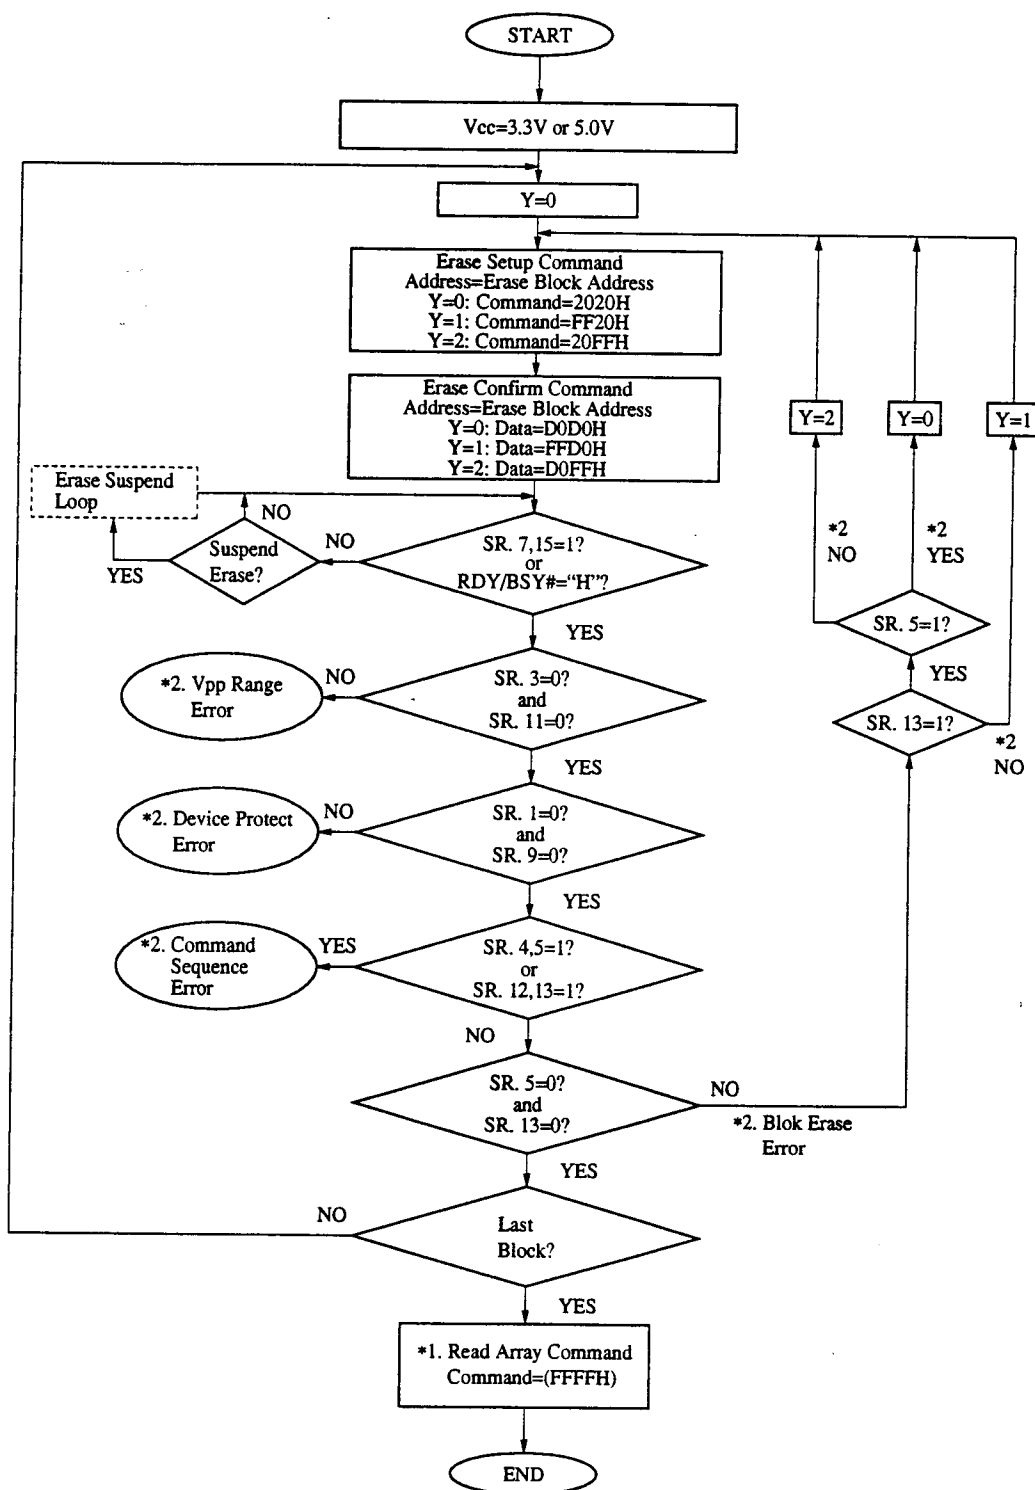 START
Vcc=3.3V or 5.0V
Y=0
Erase Setup Command
Address=Erase Block Address
Y=0: Command=2020H
Y=1: Command=FF20H
Y=2: Command=20FFH
Erase Confirm Command
Address=Erase Block Address
Y=0: Data=D0D0H
Y=1: Data=FFD0H
Y=2: Data=D0FFH
Y=2
Y=0
Y=1
Erase Suspend
Loop
NO
YES
Suspend
Erase?
NO
SR. 7,15=1?
or
RDY/BSY#="H"?
YES
*2
NO
*2
YES
SR. 5=1?
YES
SR. 13=1?
*2
NO
*2. Vpp Range
Error
NO
SR. 3=0?
and
SR. 11=0?
YES
*2. Device Protect
Error
NO
SR. 1=0?
and
SR. 9=0?
YES
*2. Command
Sequence
Error
YES
SR. 4,5=1?
or
SR. 12,13=1?
NO
SR. 5=0?
and
SR. 13=0?
NO
*2. Blok Erase
Error
YES
NO
Last
Block?
YES
*1. Read Array Command
Command=(FFFFH)
END